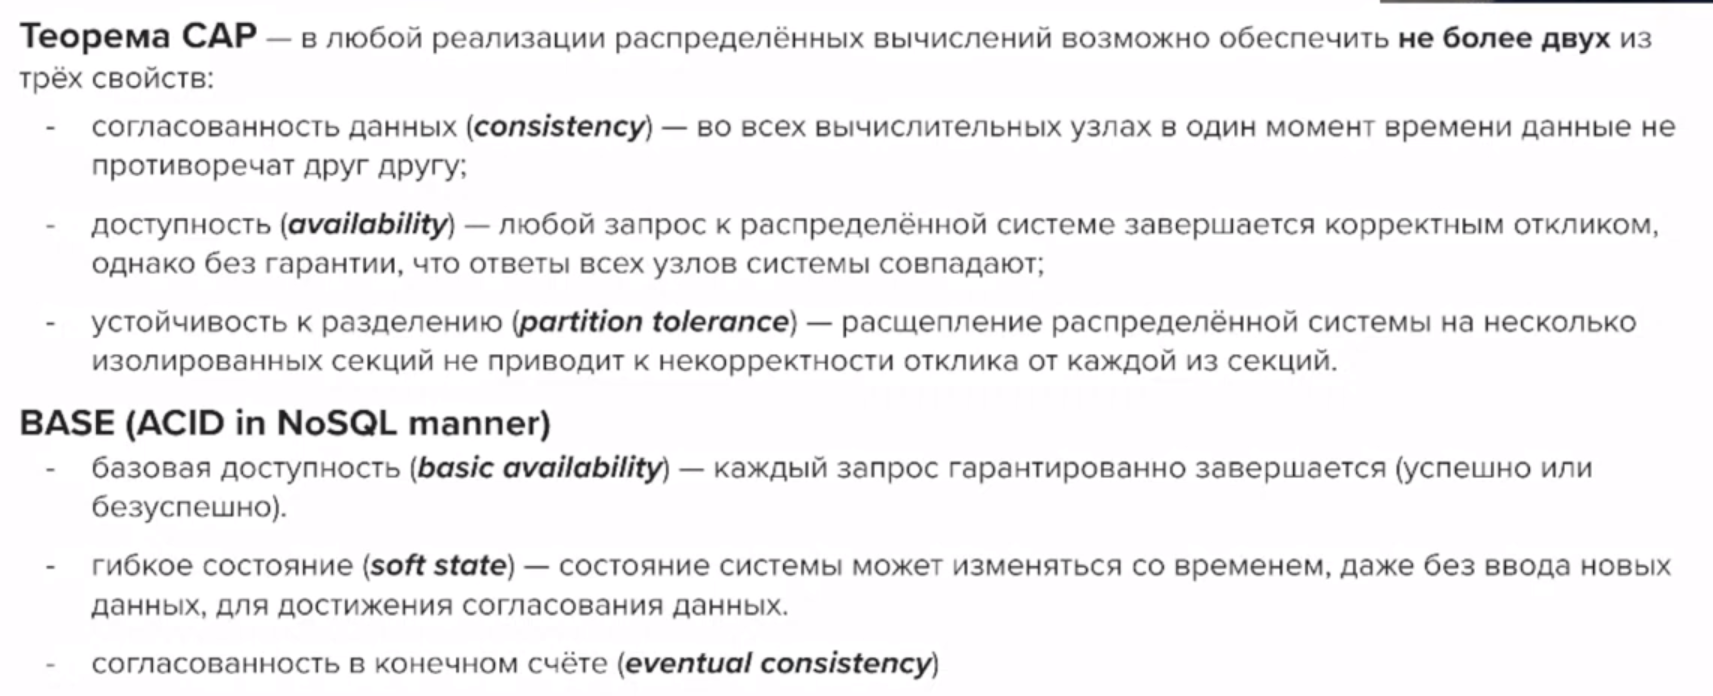 Теорема CAP — в любой реализации распределённых вычислений возможно обеспечить не более двух из
трёх свойств:
- согласованность данных (consistency) — во всех вычислительных узлах в один момент времени данные не
противоречат друг другу;
- доступность (availability) — любой запрос к распределённой системе завершается корректным откликом,
однако без гарантии, что ответы всех узлов системы совпадают;
- устойчивость к разделению (partition tolerance) — расщепление распределённой системы на несколько
изолированных секций не приводит к некорректности отклика от каждой из секций.
BASE (ACID in NoSQL manner)
- базовая доступность (basic availability) — каждый запрос гарантированно завершается (успешно или
безуспешно).
- гибкое состояние (soft state) — состояние системы может изменяться со временем, даже без ввода новых
данных, для достижения согласования данных.
- согласованность в конечном счёте (eventual consistency)